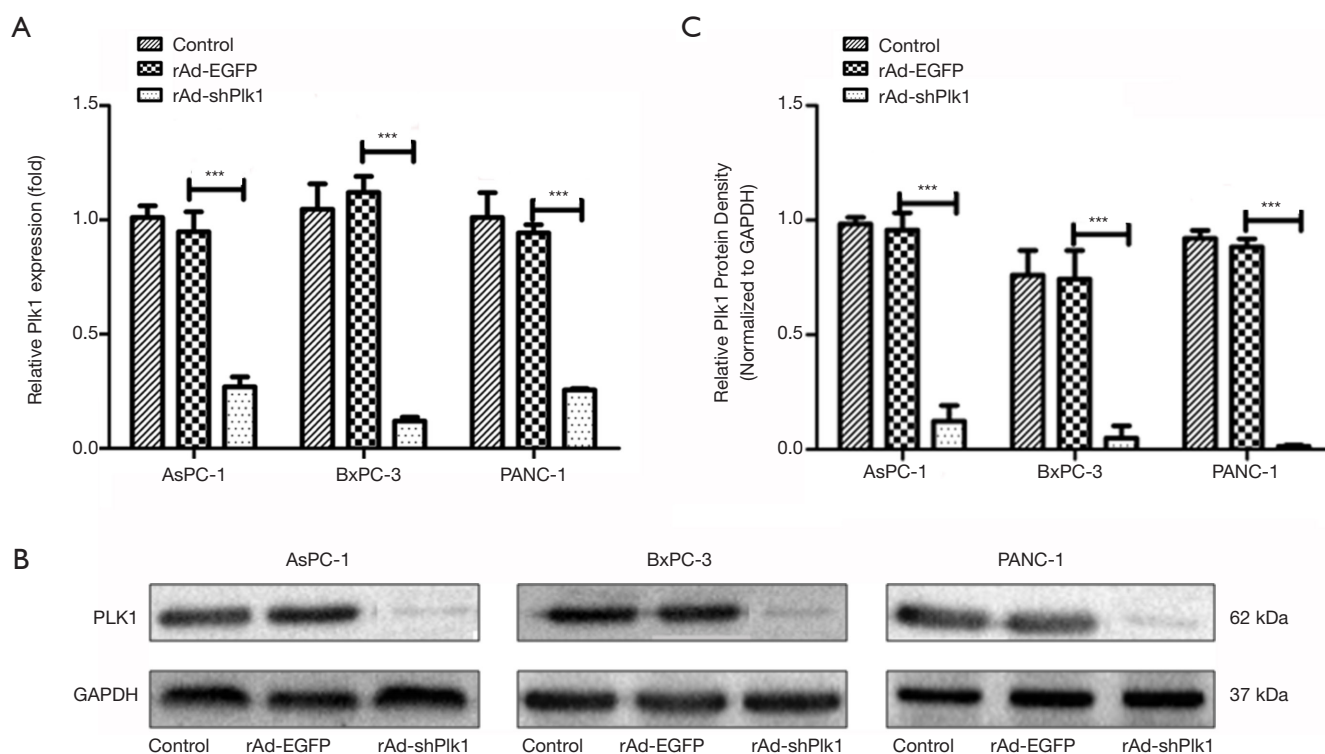 A
Control
rAd-EGFP
rAd-shPlk1
Relative Plk1 expression (fold)
1.5
1.0
0.5
0.0
***
***
***
AsPC-1
BxPC-3
PANC-1
C
Control
rAd-EGFP
rAd-shPlk1
Relative Plk1 Protein Density
(Normalized to GAPDH)
1.5
1.0
0.5
0.0
***
***
***
AsPC-1
BxPC-3
PANC-1
B
AsPC-1
BxPC-3
PANC-1
PLK1
62 kDa
GAPDH
37 kDa
Control rAd-EGFP rAd-shPlk1
Control rAd-EGFP rAd-shPlk1
Control rAd-EGFP rAd-shPlk1